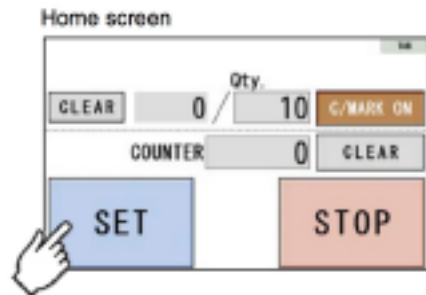 Home screen
Qty.
CLEAR 0 / 10 C/MARK ON
COUNTER 0 CLEAR
SET STOP